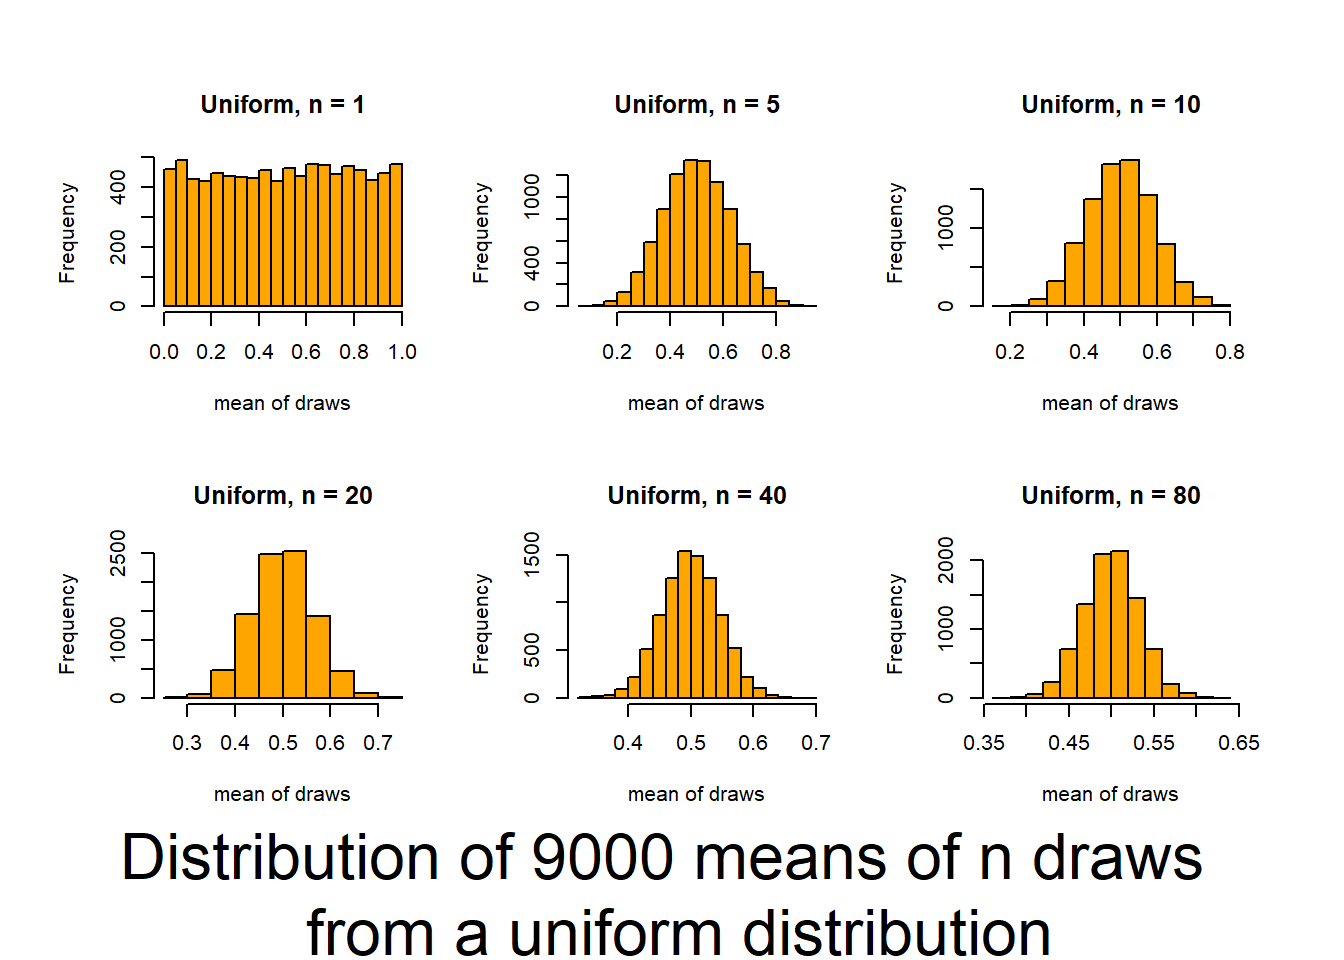 Uniform, n = 1
Frequency
0 200 400
0.0 0.2 0.4 0.6 0.8 1.0
mean of draws
Uniform, n = 5
Frequency
0 400 1000
0.2 0.4 0.6 0.8
mean of draws
Uniform, n = 10
Frequency
0 1000
0.2 0.4 0.6 0.8
mean of draws
Uniform, n = 20
Frequency
0 1000 2500
0.3 0.4 0.5 0.6 0.7
mean of draws
Uniform, n = 40
Frequency
0 500 1500
0.4 0.5 0.6 0.7
mean of draws
Uniform, n = 80
Frequency
0 1000 2000
0.35 0.45 0.55 0.65
mean of draws
Distribution of 9000 means of n draws
from a uniform distribution